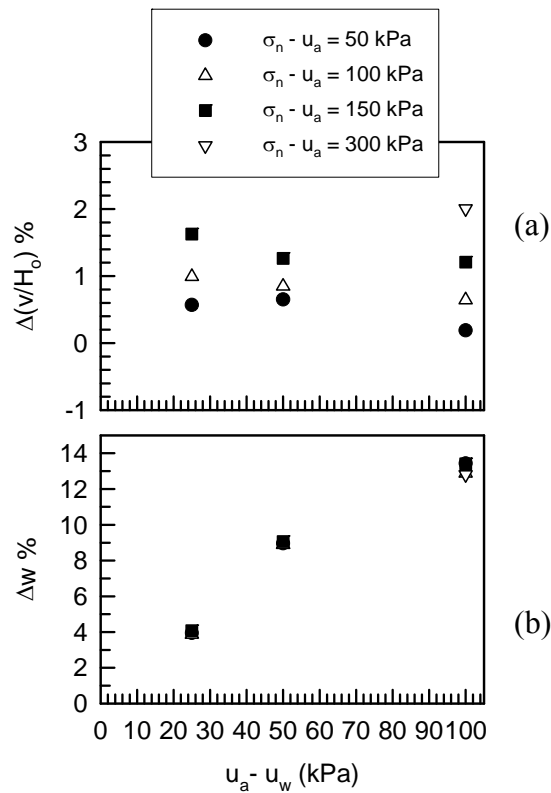 σn - ua = 50 kPa
σn - ua = 100 kPa
σn - ua = 150 kPa
σn - ua = 300 kPa
3
2
1
0
-1
Δ(v/Ho) %
(a)
14
12
10
8
6
4
2
0
Δw %
(b)
0 10 20 30 40 50 60 70 80 90 100
ua - uw (kPa)